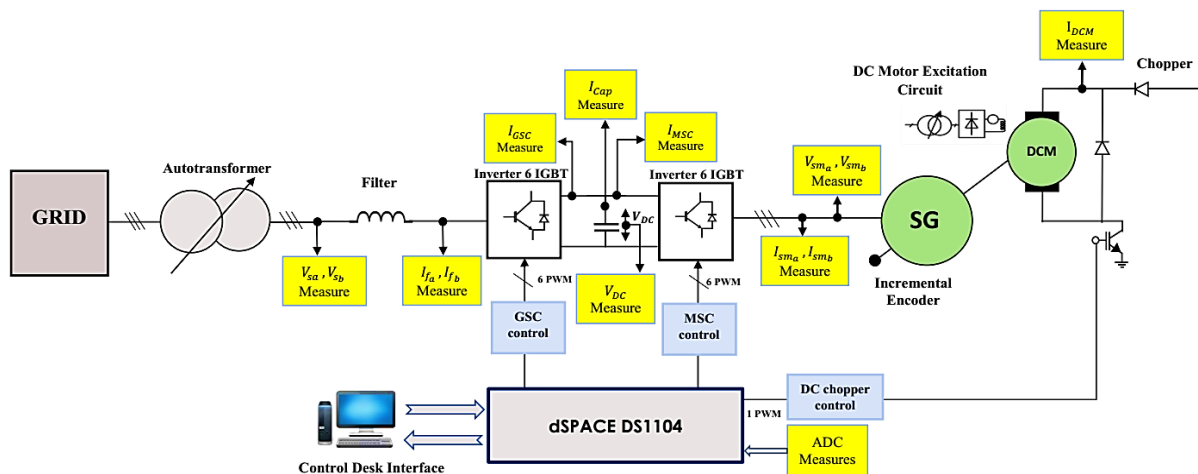 I_DCM
Measure
Chopper
DC Motor Excitation
Circuit
I_Cap
Measure
I_GSC
Measure
I_MSC
Measure
DCM
Autotransformer
Filter
Inverter 6 IGBT
Inverter 6 IGBT
V_sm_a, V_sm_b
Measure
GRID
V_DC
SG
V_sa, V_sb
Measure
I_fa, I_fb
Measure
I_sm_a, I_sm_b
Measure
6 PWM
V_DC
Measure
6 PWM
Incremental
Encoder
GSC
control
MSC
control
DC chopper
control
1 PWM
dSPACE DS1104
ADC
Measures
Control Desk Interface